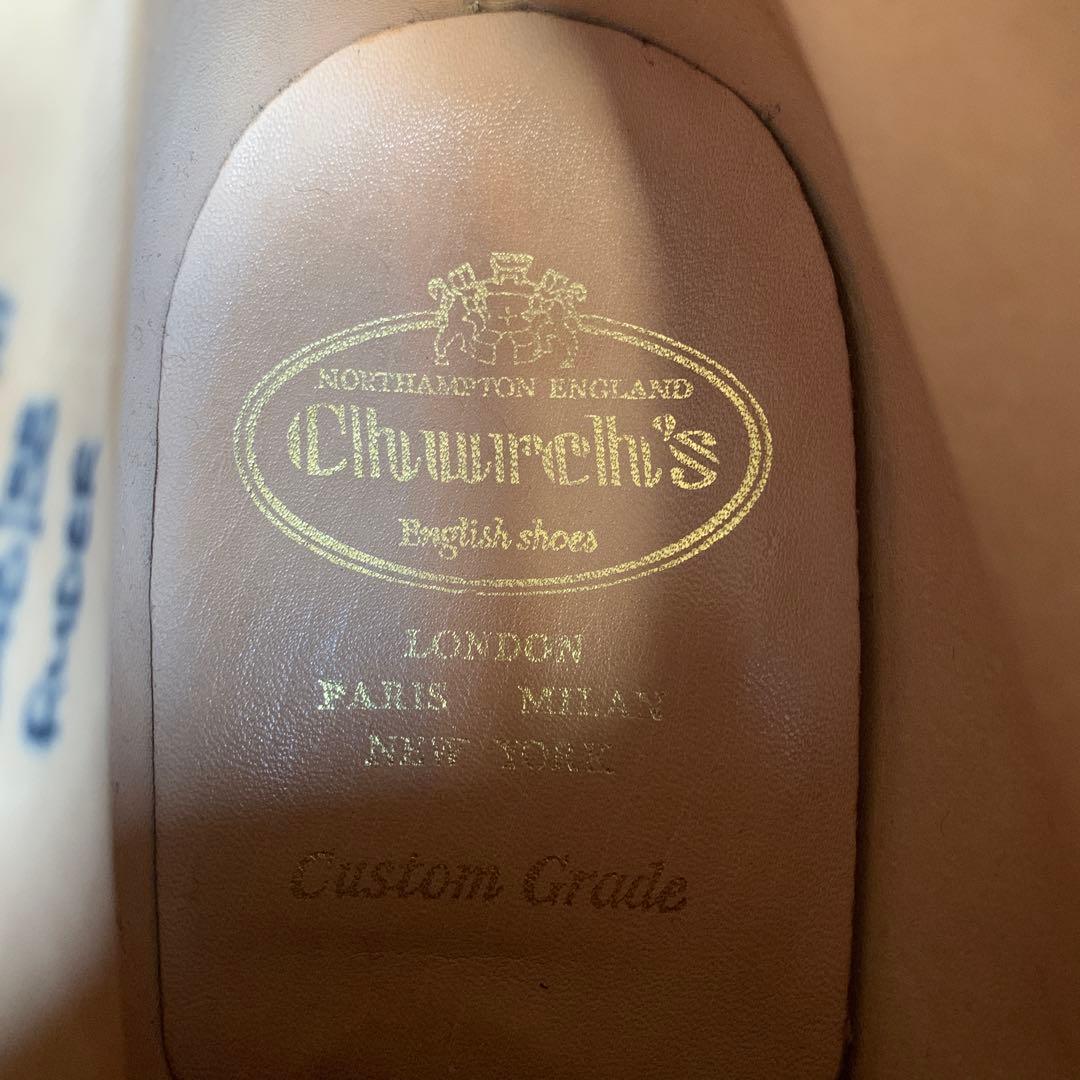 NORTHAMPTON ENGLAND
Church's
English shoes
LONDON
PARIS MILAN
NEW YORK
Custom Grade